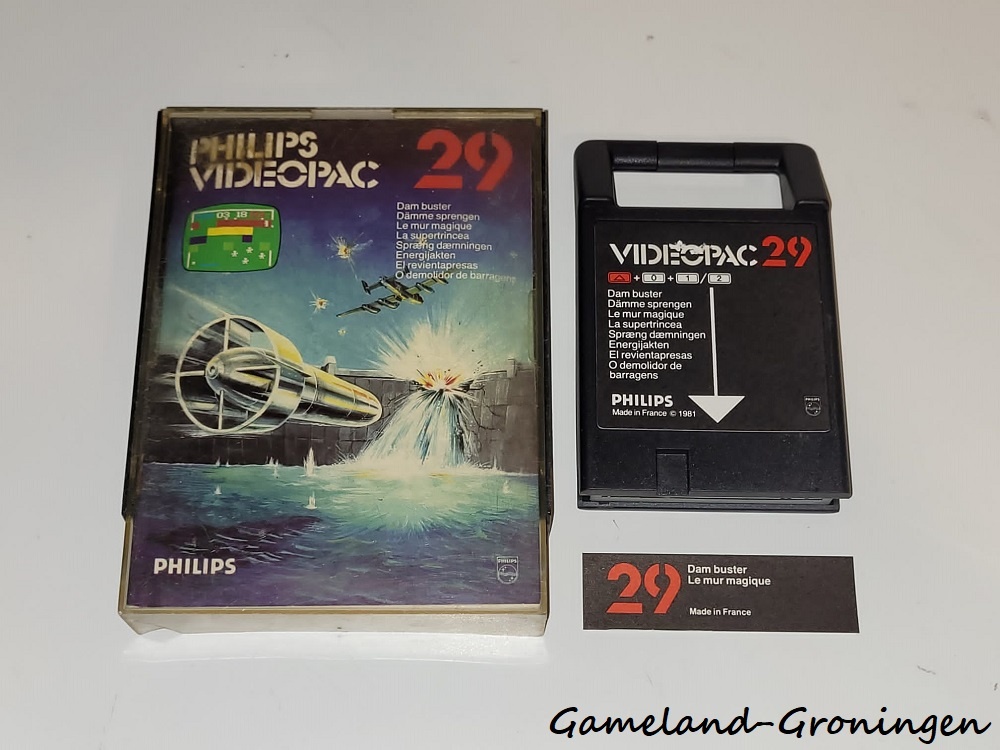 PHILIPS
VIDEOPAC
29
03 18
Dam buster
Dämme sprengen
Le mur magique
La supertrincea
Spræng dæmningen
Energijakten
El revientapresas
O demolidor de barragens
PHILIPS
PHILIPS
VIDEOPAC 29
+ 0 + 1 / 2
Dam buster
Dämme sprengen
Le mur magique
La supertrincea
Spræng dæmningen
Energijakten
El revientapresas
O demolidor de
barragens
PHILIPS
Made in France © 1981
PHILIPS
29
Dam buster
Le mur magique
Made in France
Gameland-Groningen